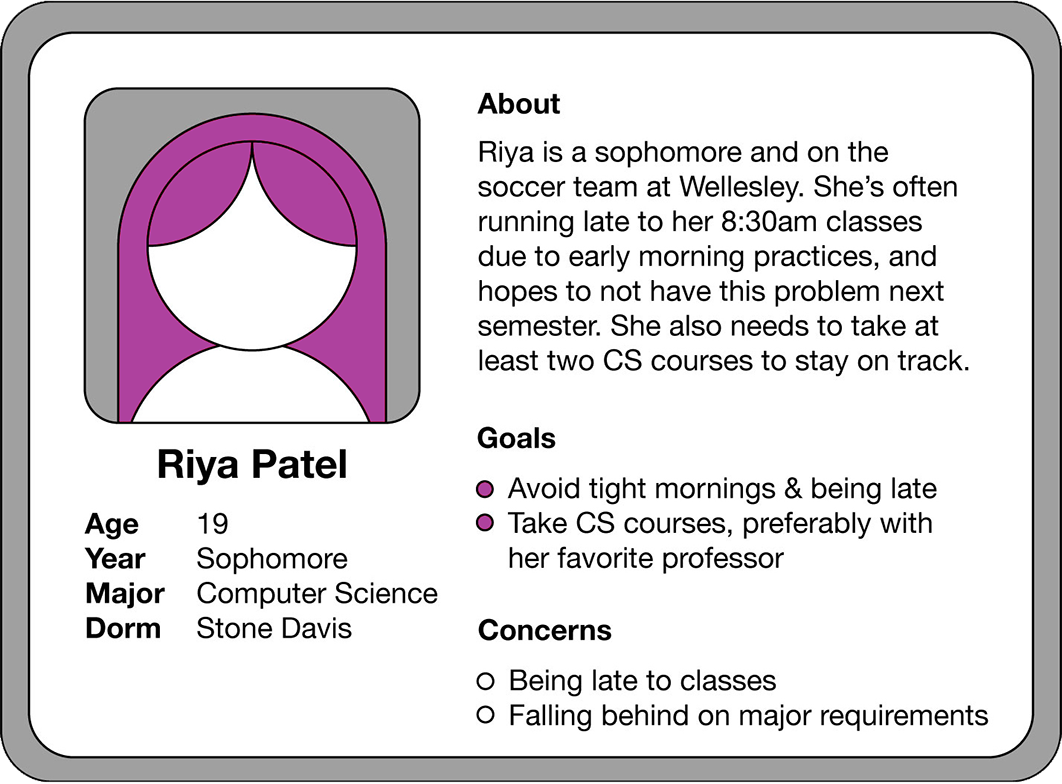 Riya Patel
Age 19
Year Sophomore
Major Computer Science
Dorm Stone Davis
About
Riya is a sophomore and on the
soccer team at Wellesley. She’s often
running late to her 8:30am classes
due to early morning practices, and
hopes to not have this problem next
semester. She also needs to take at
least two CS courses to stay on track.
Goals
Avoid tight mornings & being late
Take CS courses, preferably with
her favorite professor
Concerns
Being late to classes
Falling behind on major requirements